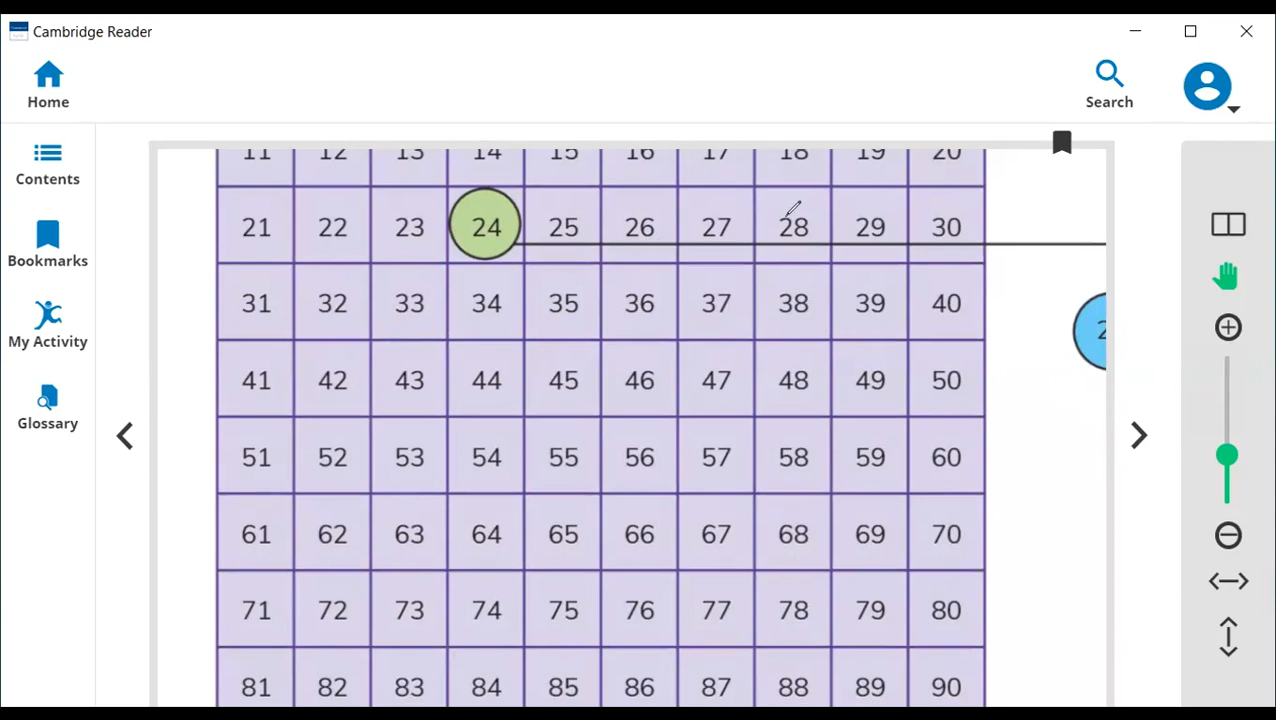 Cambridge Reader
Home
Search
Contents
Bookmarks
My Activity
Glossary
11 12 13 14 15 16 17 18 19 20
21 22 23 24 25 26 27 28 29 30
31 32 33 34 35 36 37 38 39 40
41 42 43 44 45 46 47 48 49 50
51 52 53 54 55 56 57 58 59 60
61 62 63 64 65 66 67 68 69 70
71 72 73 74 75 76 77 78 79 80
81 82 83 84 85 86 87 88 89 90